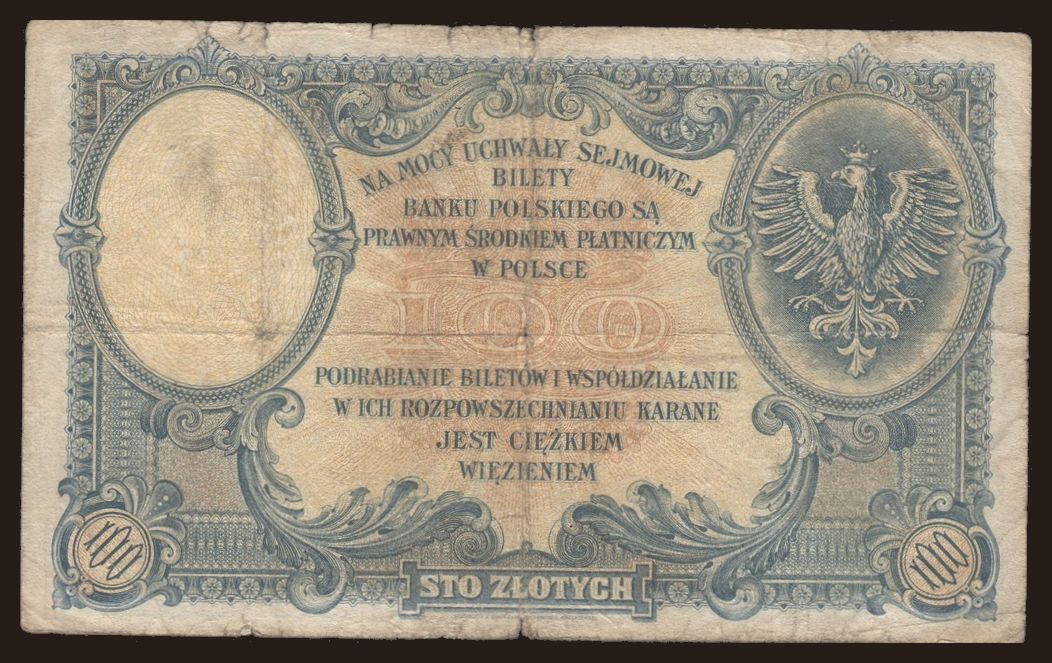 NA MOCY UCHWAŁY SEJMOWEJ
BILETY
BANKU POLSKIEGO SĄ
PRAWNYM ŚRODKIEM PŁATNICZYM
W POLSCE
100
PODRABIANIE BILETÓW I WSPÓŁDZIAŁANIE
W ICH ROZPOWSZECHNIANIU KARANE
JEST CIĘŻKIEM
WIĘZIENIEM
100
100
STO ZŁOTYCH